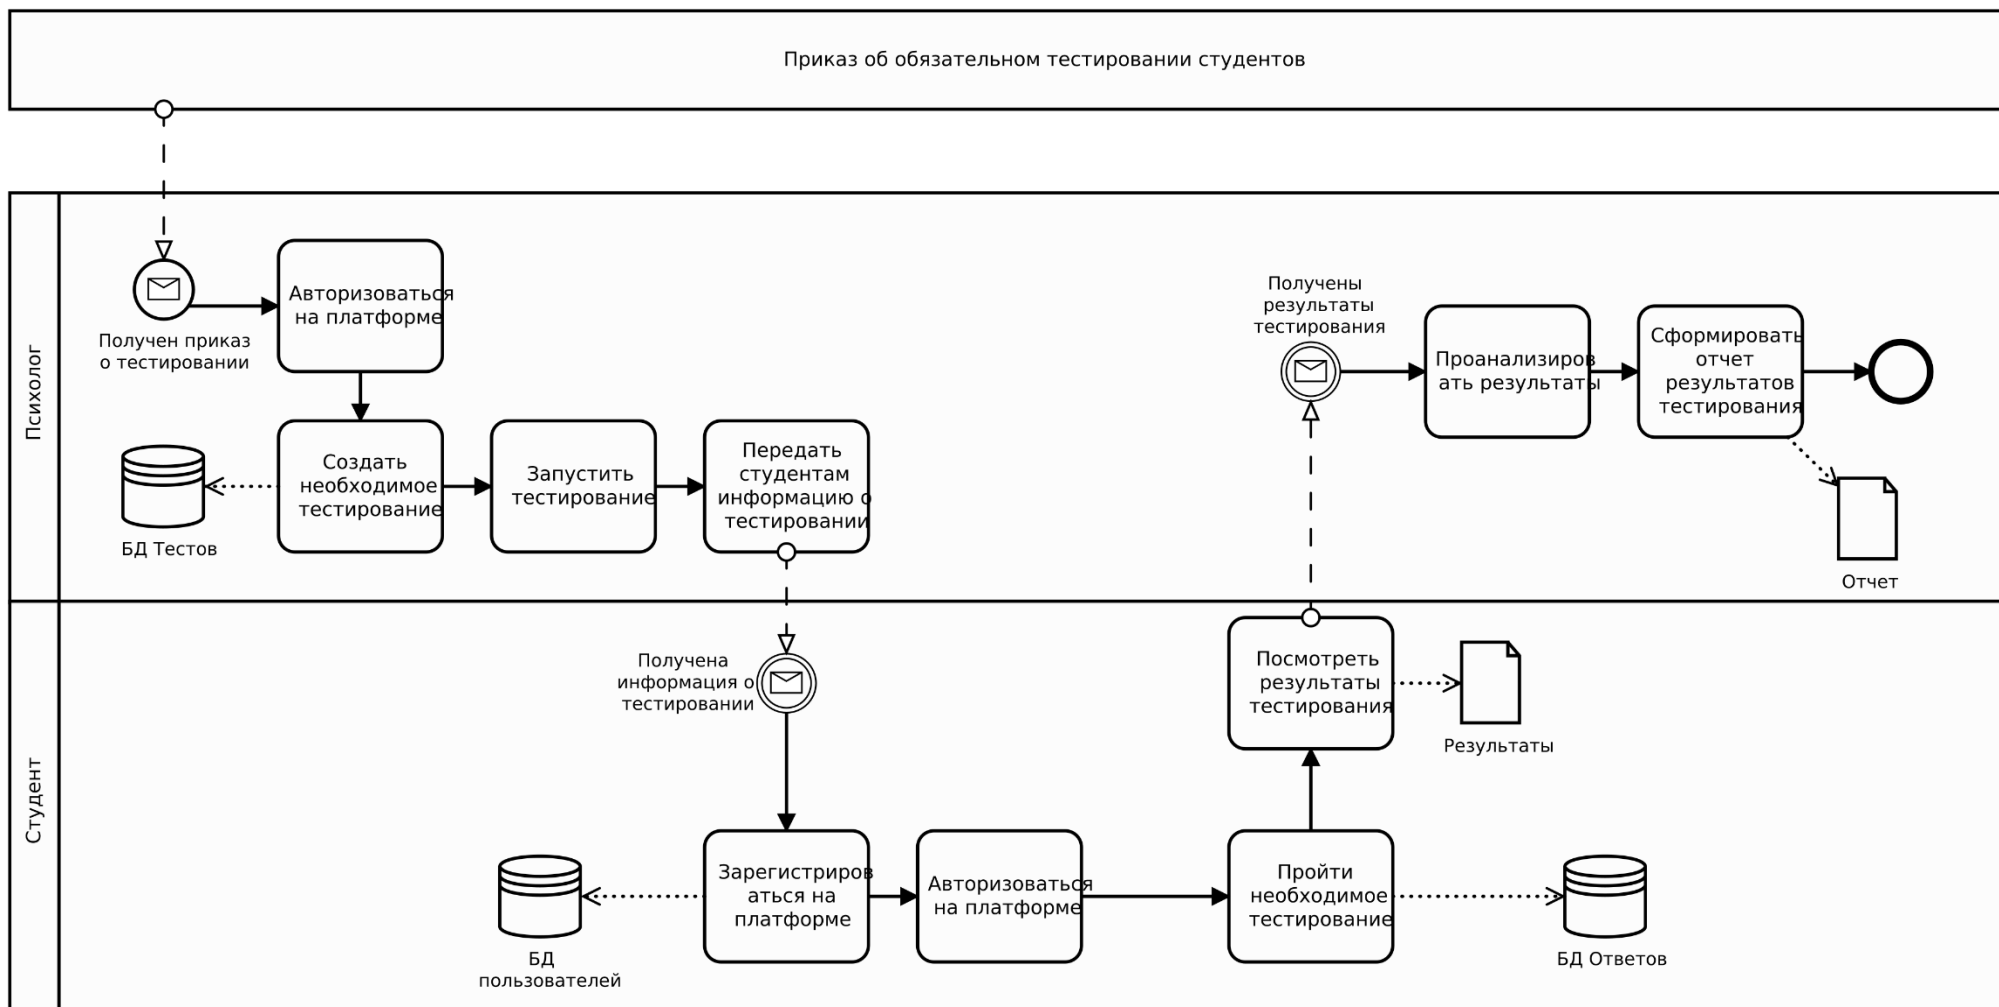 Приказ об обязательном тестировании студентов
Психолог
Получен приказ
о тестировании
Авторизоваться
на платформе
БД Тестов
Создать
необходимое
тестирование
Запустить
тестирование
Передать
студентам
информацию о
тестировании
Получены
результаты
тестирования
Проанализиров
ать результаты
Сформировать
отчет
результатов
тестирования
Отчет
Студент
Получена
информация о
тестировании
БД
пользователей
Зарегистриров
аться на
платформе
Авторизоваться
на платформе
Пройти
необходимое
тестирование
Посмотреть
результаты
тестирования
Результаты
БД Ответов